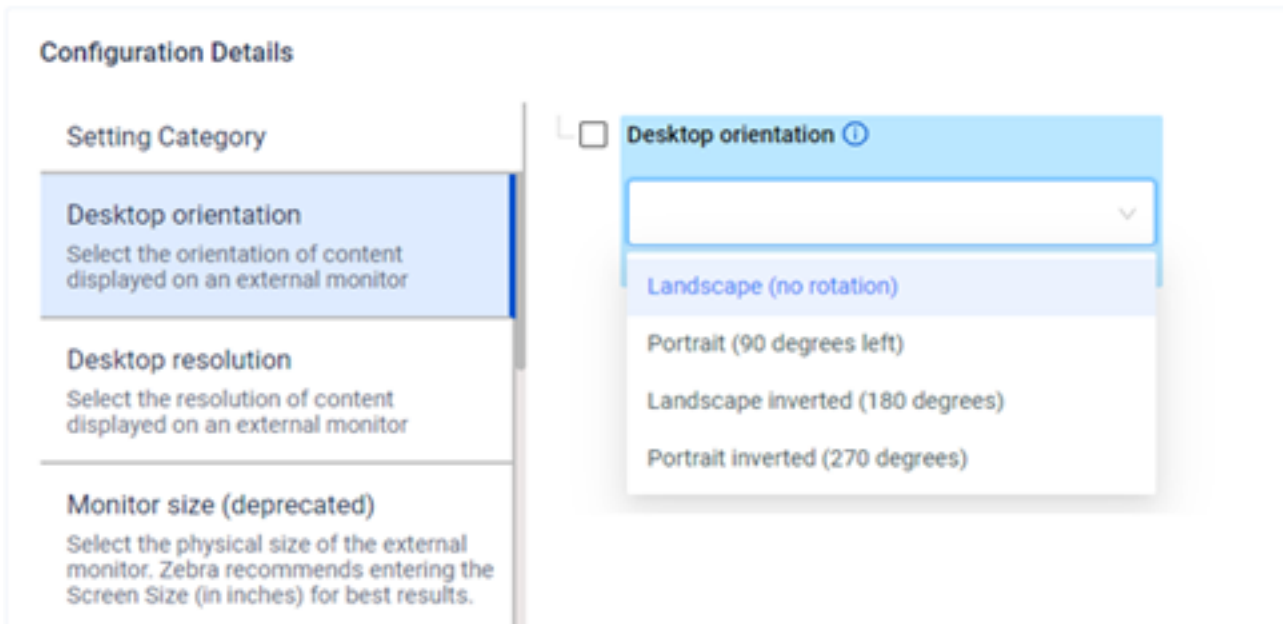 Configuration Details
Setting Category
Desktop orientation
Select the orientation of content
displayed on an external monitor
Desktop resolution
Select the resolution of content
displayed on an external monitor
Monitor size (deprecated)
Select the physical size of the external
monitor. Zebra recommends entering the
Screen Size (in inches) for best results.
Desktop orientation
Landscape (no rotation)
Portrait (90 degrees left)
Landscape inverted (180 degrees)
Portrait inverted (270 degrees)